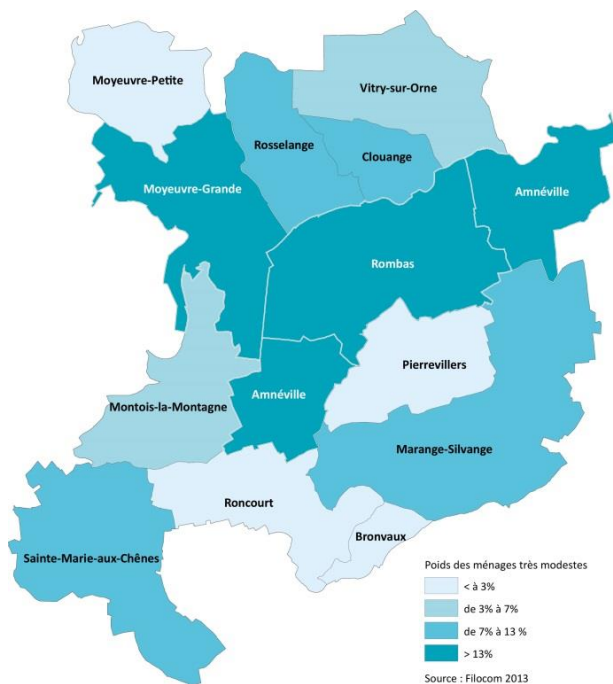 Moyeuvre-Petite
Vitry-sur-Orne
Rosselange
Clouange
Moyeuvre-Grande
Amnéville
Rombas
Pierrevillers
Amnéville
Montois-la-Montagne
Marange-Silvange
Roncourt
Bronvaux
Sainte-Marie-aux-Chênes
Poids des ménages très modestes
< à 3%
de 3% à 7%
de 7% à 13 %
> 13%
Source : Filocom 2013